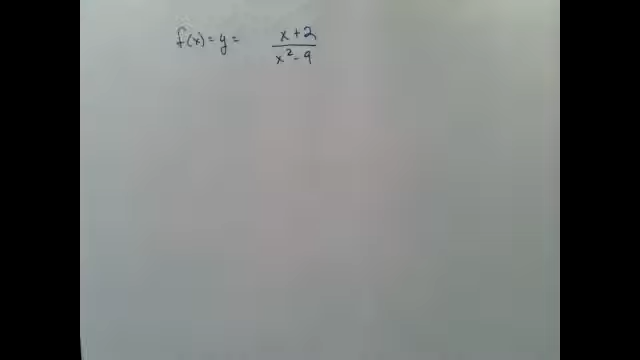 f(x) = y = x + 2 / x² - 9